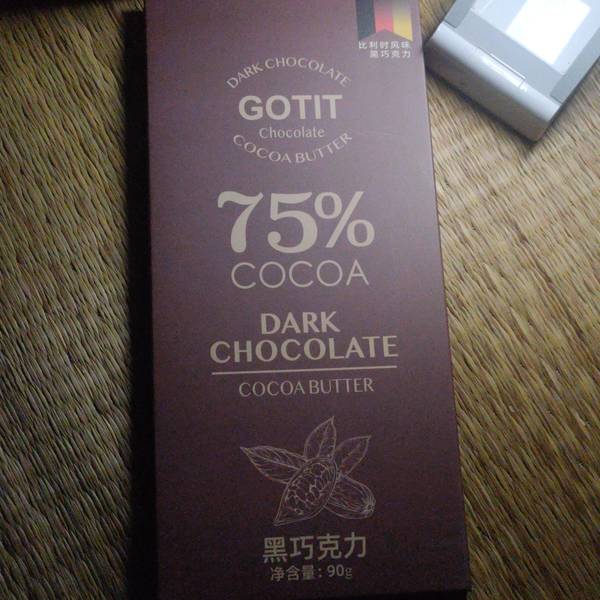 比利时风味
黑巧克力
DARK CHOCOLATE
GOTIT
Chocolate
COCOA BUTTER
75%
COCOA
DARK
CHOCOLATE
COCOA BUTTER
黑巧克力
净含量：90g